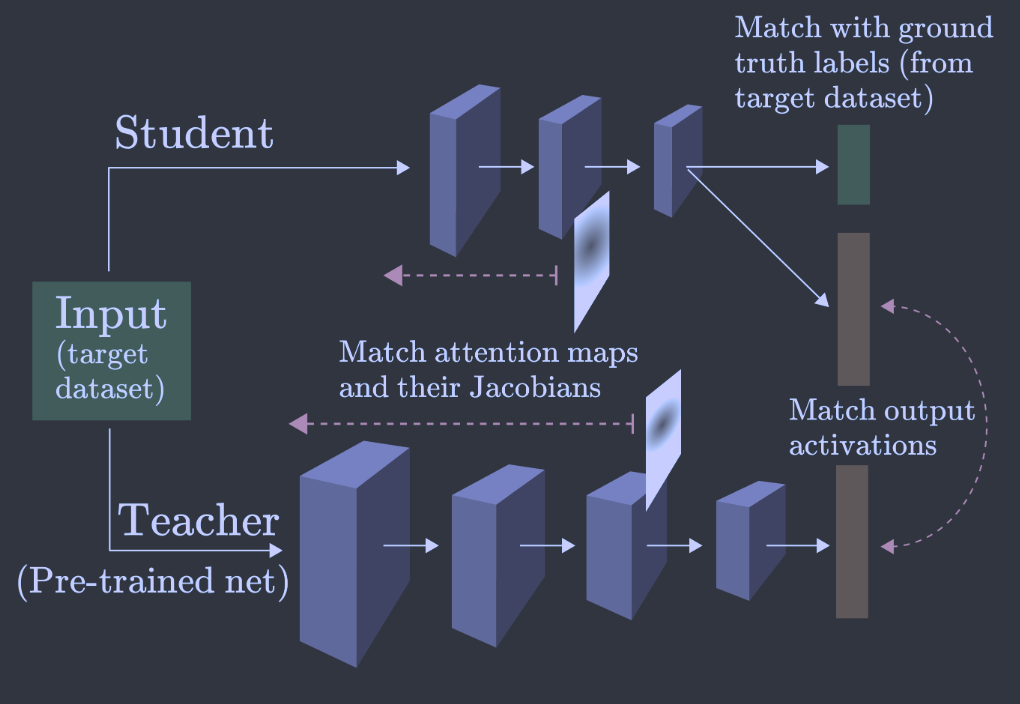 Match with ground
truth labels (from
target dataset)
Student
Input
(target
dataset)
Match attention maps
and their Jacobians
Match output
activations
Teacher
(Pre-trained net)